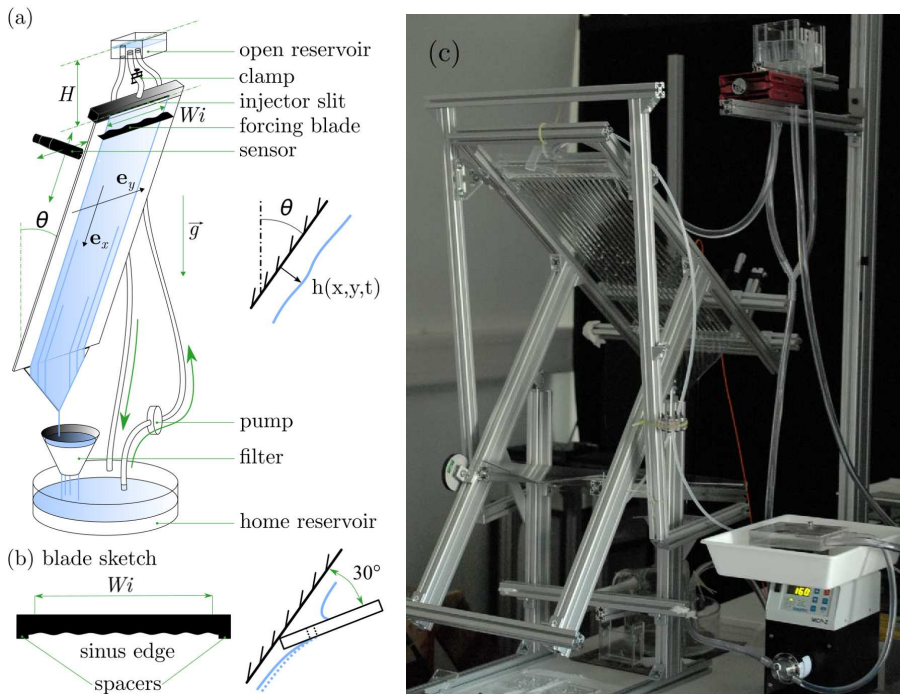 (a)
open reservoir
clamp
H
injector slit
Wi
forcing blade
sensor
e_y
θ
e_x
g⃗
θ
h(x,y,t)
pump
filter
home reservoir
(b) blade sketch
Wi
30°
sinus edge
spacers
(c)
160
MCP-Z